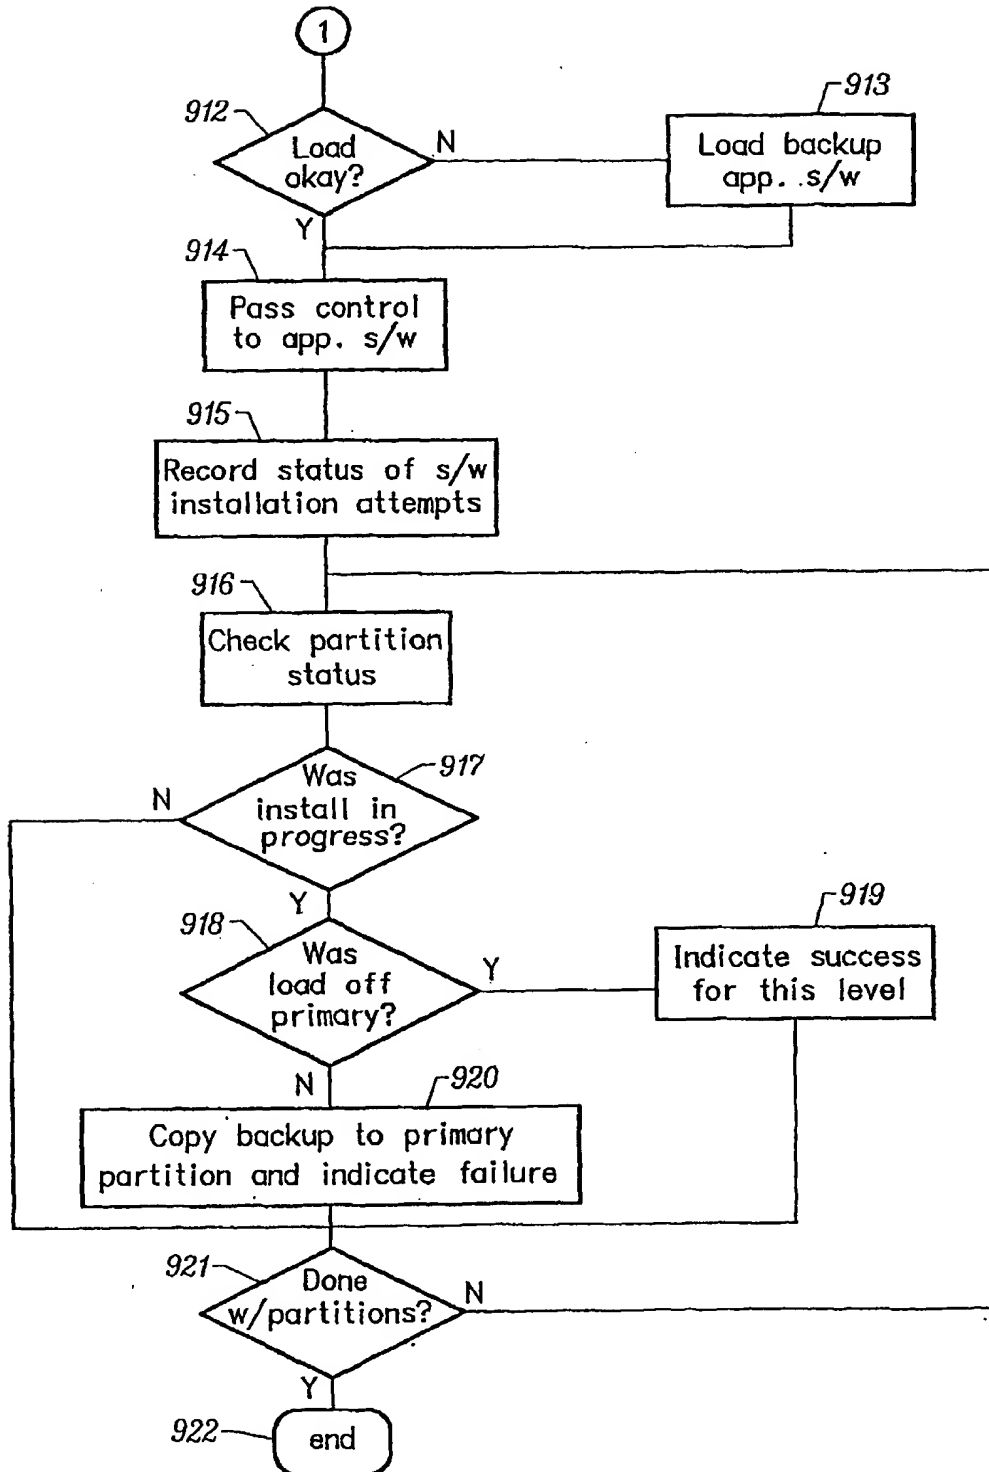 1
912
Load
okay?
N
Y
913
Load backup
app. s/w
914
Pass control
to app. s/w
915
Record status of s/w
installation attempts
916
Check partition
status
917
Was
install in
progress?
N
Y
918
Was
load off
primary?
Y
N
919
Indicate success
for this level
920
Copy backup to primary
partition and indicate failure
921
Done
w/partitions?
N
Y
922
end